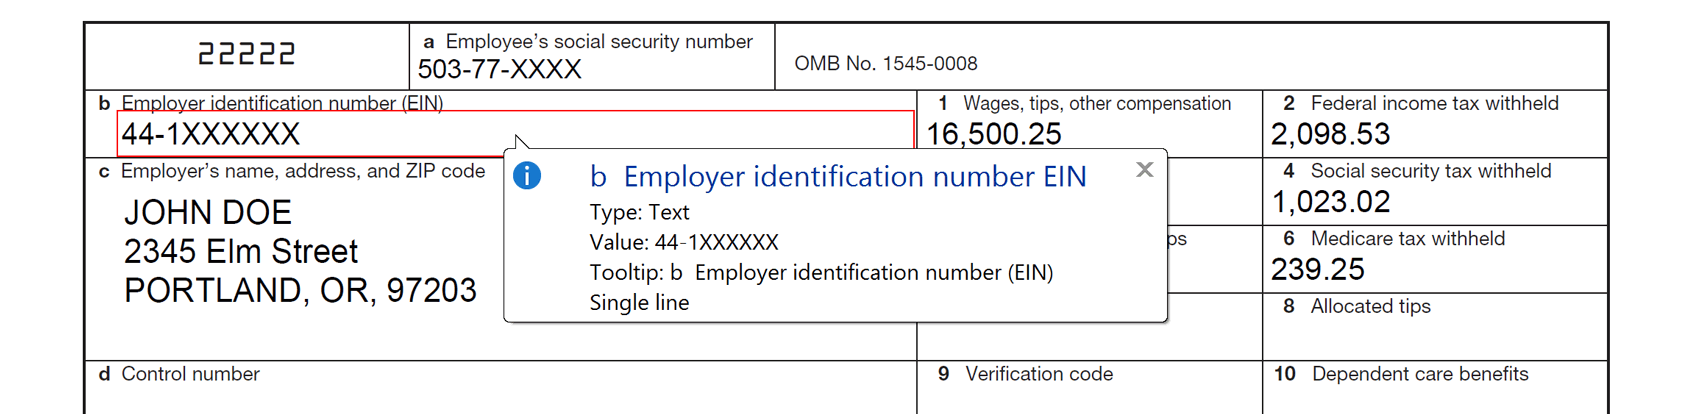 22222
a Employee's social security number
503-77-XXXX
OMB No. 1545-0008
b Employer identification number (EIN)
44-1XXXXXX
1 Wages, tips, other compensation
16,500.25
2 Federal income tax withheld
2,098.53
c Employer's name, address, and ZIP code
JOHN DOE
2345 Elm Street
PORTLAND, OR, 97203
b Employer identification number EIN
X
Type: Text
Value: 44-1XXXXXX
Tooltip: b Employer identification number (EIN)
Single line
4 Social security tax withheld
1,023.02
6 Medicare tax withheld
239.25
8 Allocated tips
d Control number
9 Verification code
10 Dependent care benefits